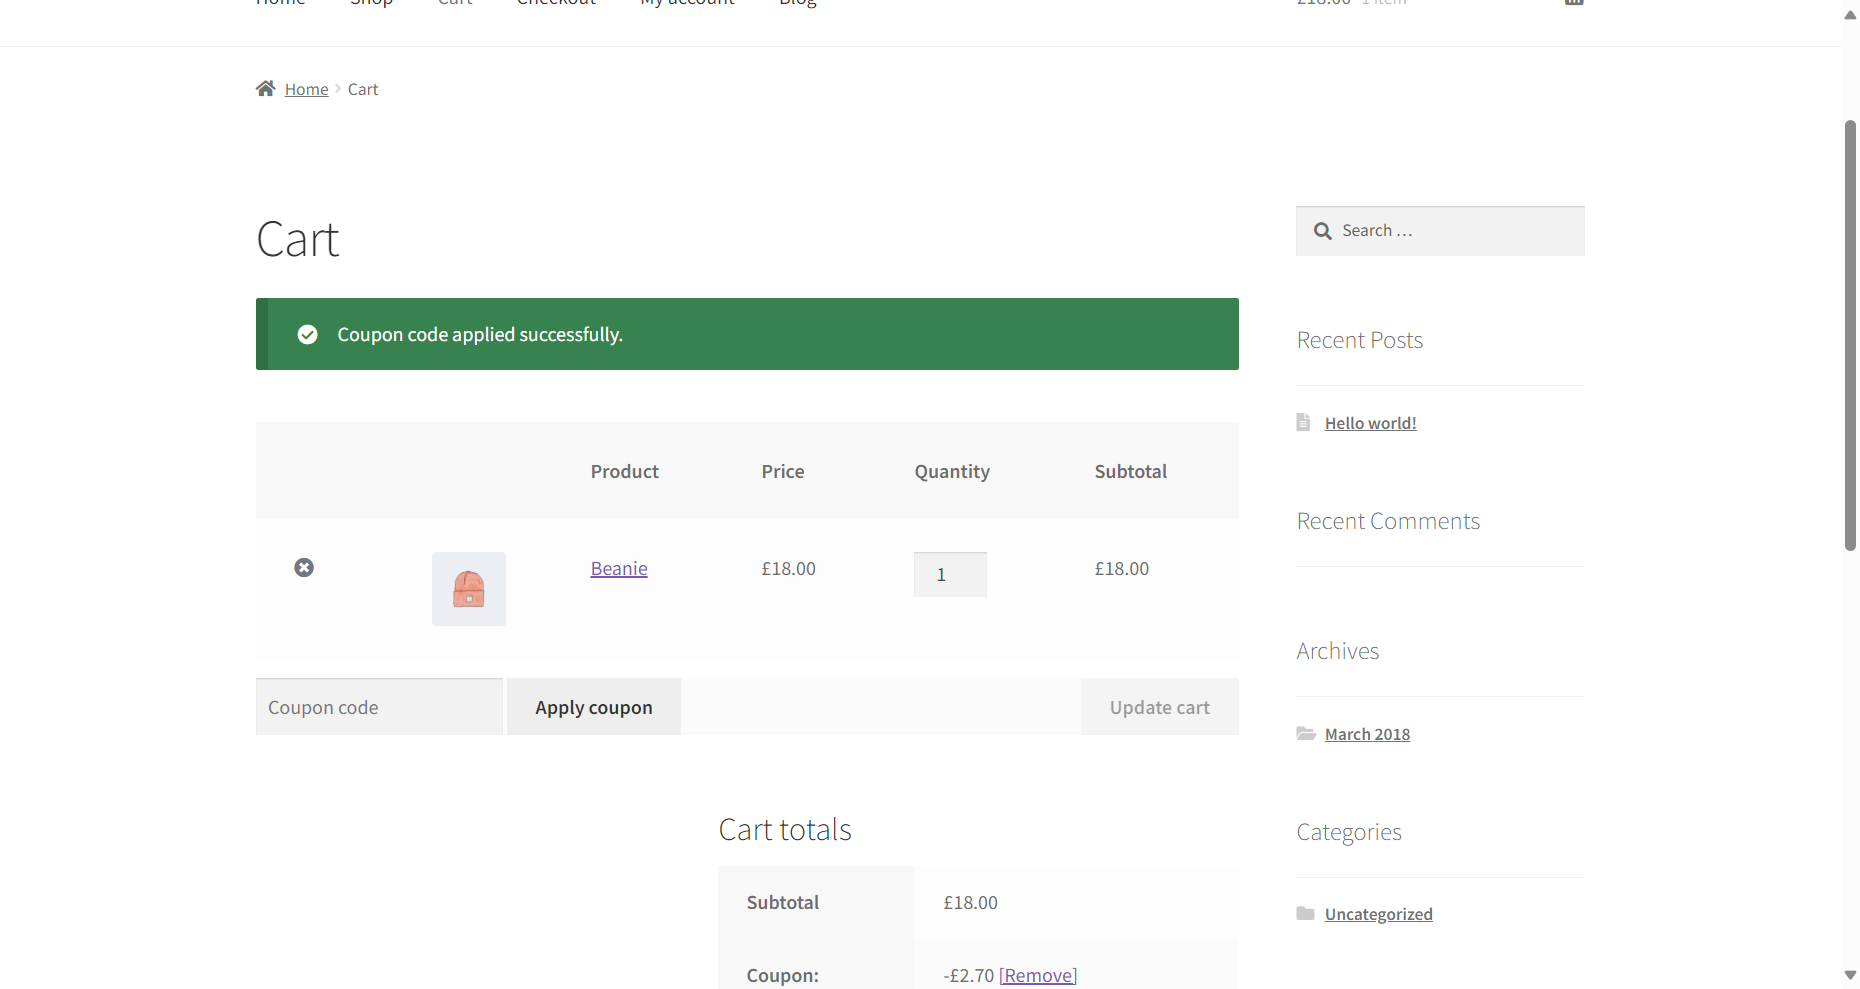 Home Shop Cart Checkout My account Blog £18.00 1 item
Home Cart
Cart
Search …
Coupon code applied successfully.
Recent Posts
Hello world!
Product Price Quantity Subtotal
Recent Comments
Beanie £18.00 1 £18.00
Archives
Coupon code Apply coupon Update cart
March 2018
Cart totals
Categories
Subtotal £18.00
Uncategorized
Coupon: -£2.70 [Remove]